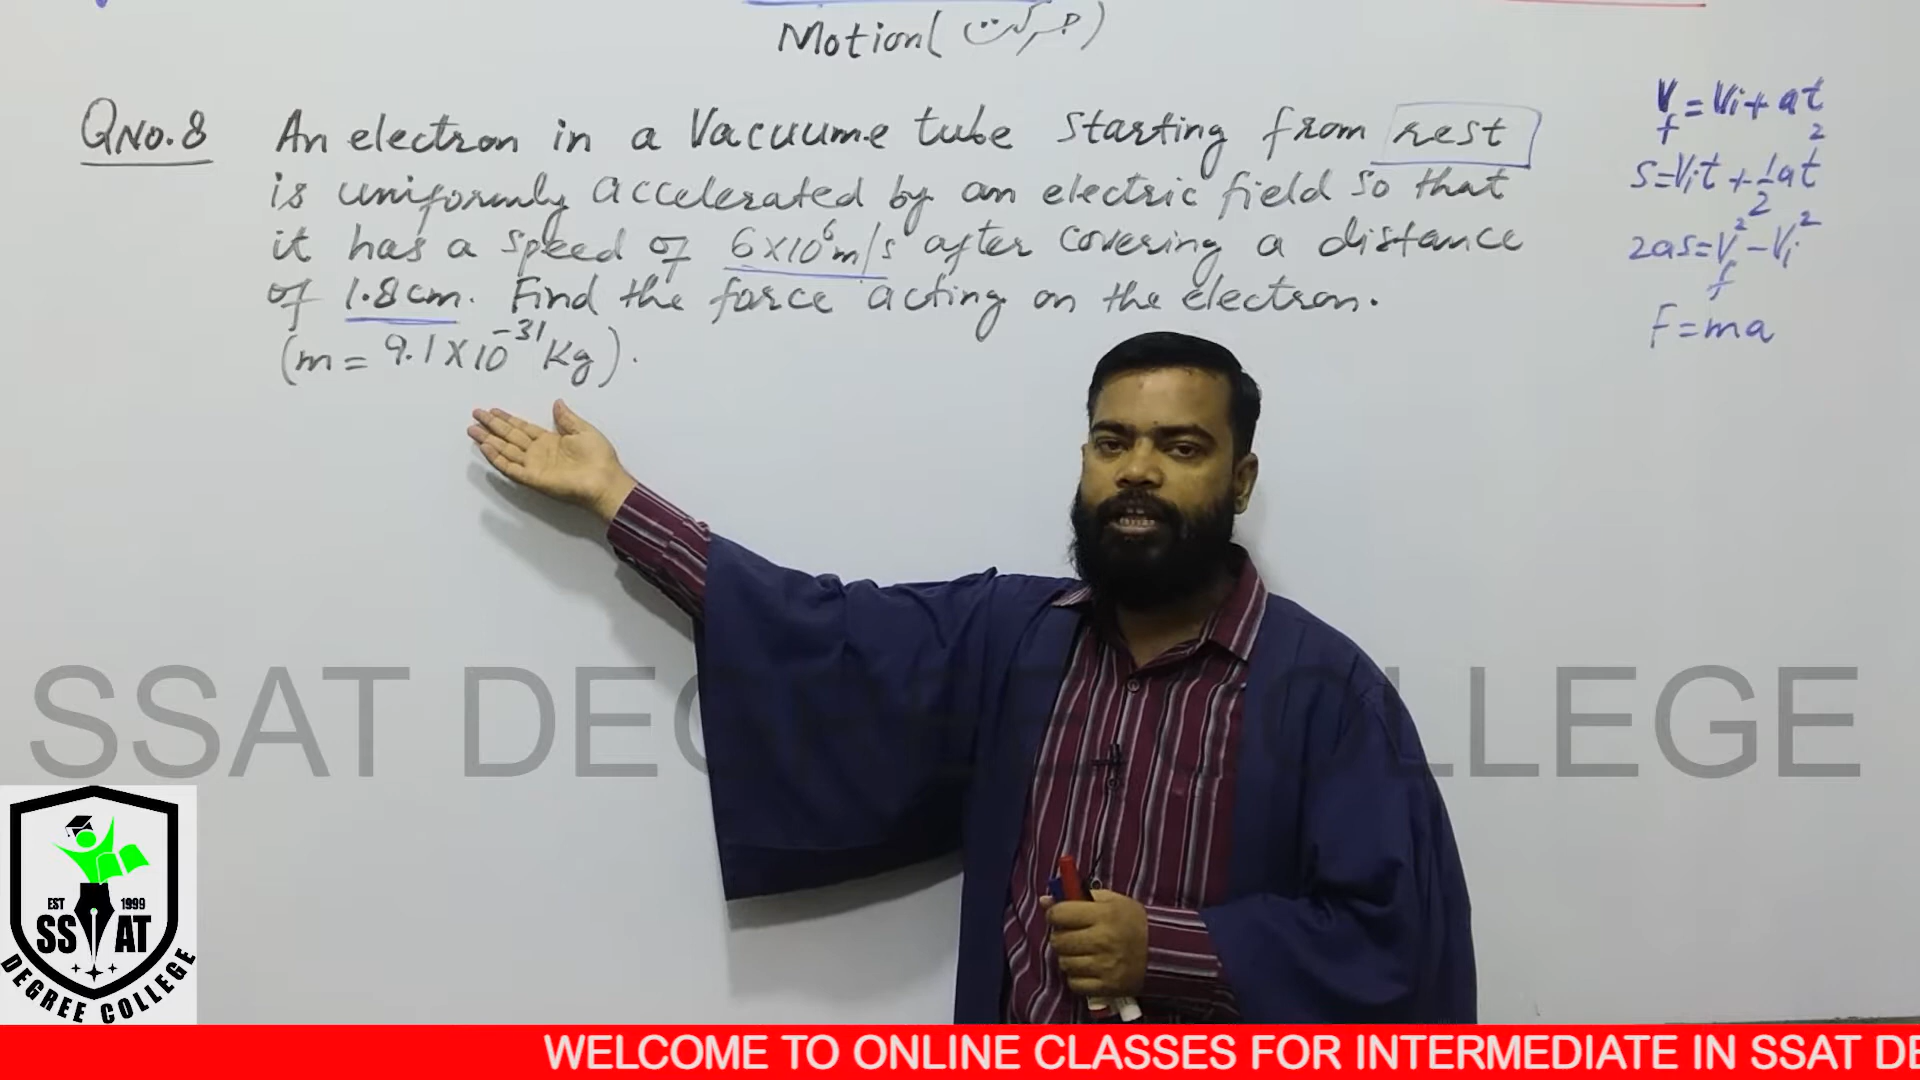 Motion(حرکت)
QNO.8 An electron in a Vacuume tube starting from rest
is uniformly accelerated by an electric field so that
it has a speed of 6×10⁶m/s after covering a distance
of 1.8cm. Find the force acting on the electron.
(m = 9.1×10⁻³¹Kg).
Vf=Vi+at
S=Vit+1/2at²
2as=Vf²-Vi²
F=ma
SSAT DEGREE COLLEGE
EST 1999
SSAT
DEGREE COLLEGE
WELCOME TO ONLINE CLASSES FOR INTERMEDIATE IN SSAT DE